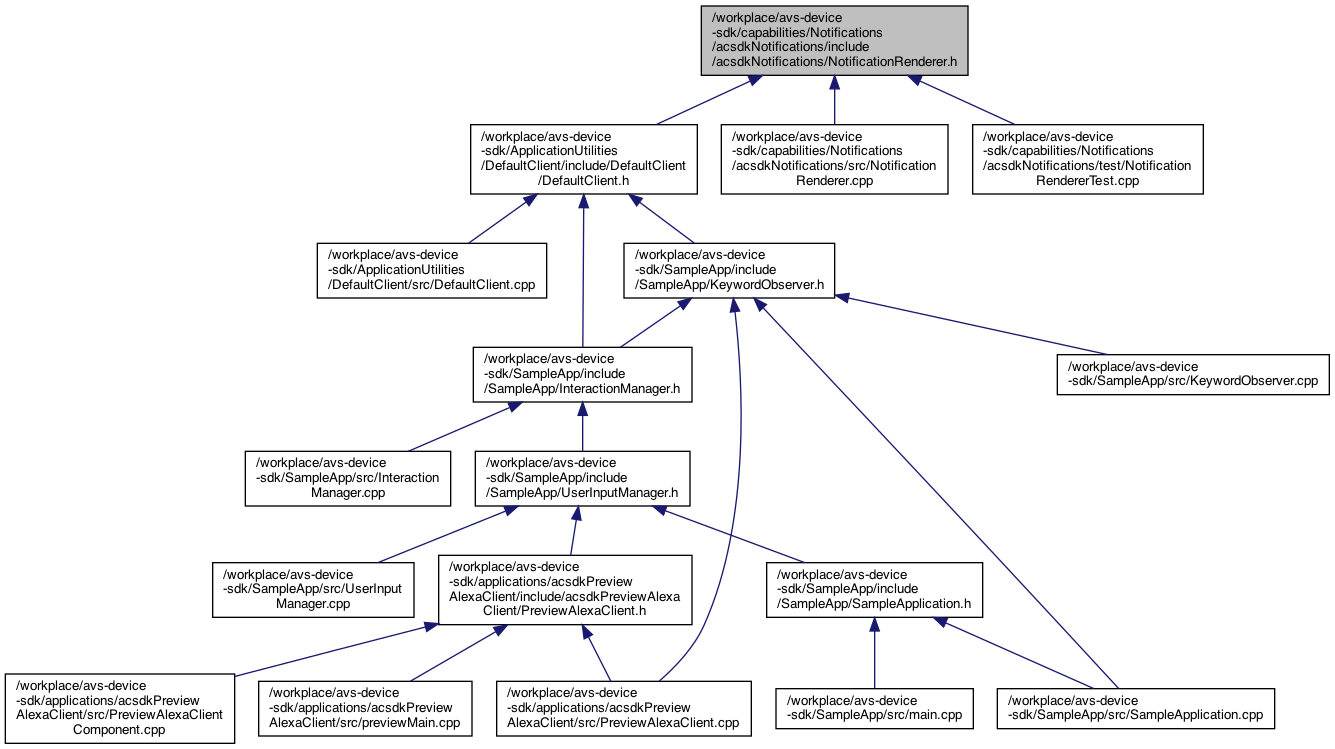 /workplace/avs-device
-sdk/capabilities/Notifications
/acsdkNotifications/include
/acsdkNotifications/NotificationRenderer.h
/workplace/avs-device
-sdk/ApplicationUtilities
/DefaultClient/include/DefaultClient
/DefaultClient.h
/workplace/avs-device
-sdk/capabilities/Notifications
/acsdkNotifications/src/Notification
Renderer.cpp
/workplace/avs-device
-sdk/capabilities/Notifications
/acsdkNotifications/test/Notification
RendererTest.cpp
/workplace/avs-device
-sdk/ApplicationUtilities
/DefaultClient/src/DefaultClient.cpp
/workplace/avs-device
-sdk/SampleApp/include
/SampleApp/KeywordObserver.h
/workplace/avs-device
-sdk/SampleApp/include
/SampleApp/InteractionManager.h
/workplace/avs-device
-sdk/SampleApp/src/KeywordObserver.cpp
/workplace/avs-device
-sdk/SampleApp/src/Interaction
Manager.cpp
/workplace/avs-device
-sdk/SampleApp/include
/SampleApp/UserInputManager.h
/workplace/avs-device
-sdk/SampleApp/src/UserInput
Manager.cpp
/workplace/avs-device
-sdk/applications/acsdkPreview
AlexaClient/include/acsdkPreviewAlexa
Client/PreviewAlexaClient.h
/workplace/avs-device
-sdk/SampleApp/include
/SampleApp/SampleApplication.h
/workplace/avs-device
-sdk/applications/acsdkPreview
AlexaClient/src/PreviewAlexaClient
Component.cpp
/workplace/avs-device
-sdk/applications/acsdkPreview
AlexaClient/src/previewMain.cpp
/workplace/avs-device
-sdk/applications/acsdkPreview
AlexaClient/src/PreviewAlexaClient.cpp
/workplace/avs-device
-sdk/SampleApp/src/main.cpp
/workplace/avs-device
-sdk/SampleApp/src/SampleApplication.cpp